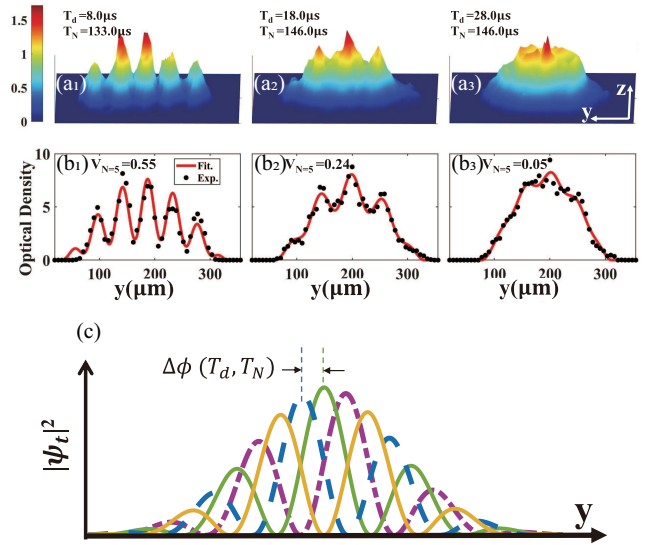 T_d=8.0μs
T_N=133.0μs
T_d=18.0μs
T_N=146.0μs
T_d=28.0μs
T_N=146.0μs
1.5
1
0.5
0
(a₁)
(a₂)
(a₃)
z
y
(b₁) V_{N=5}=0.55
Fit.
Exp.
(b₂) V_{N=5}=0.24
(b₃) V_{N=5}=0.05
Optical Density
10
5
0
100 200 300
100 200 300
100 200 300
y(μm)
y(μm)
y(μm)
(c)
Δϕ (T_d, T_N)
|ψ_t|²
y